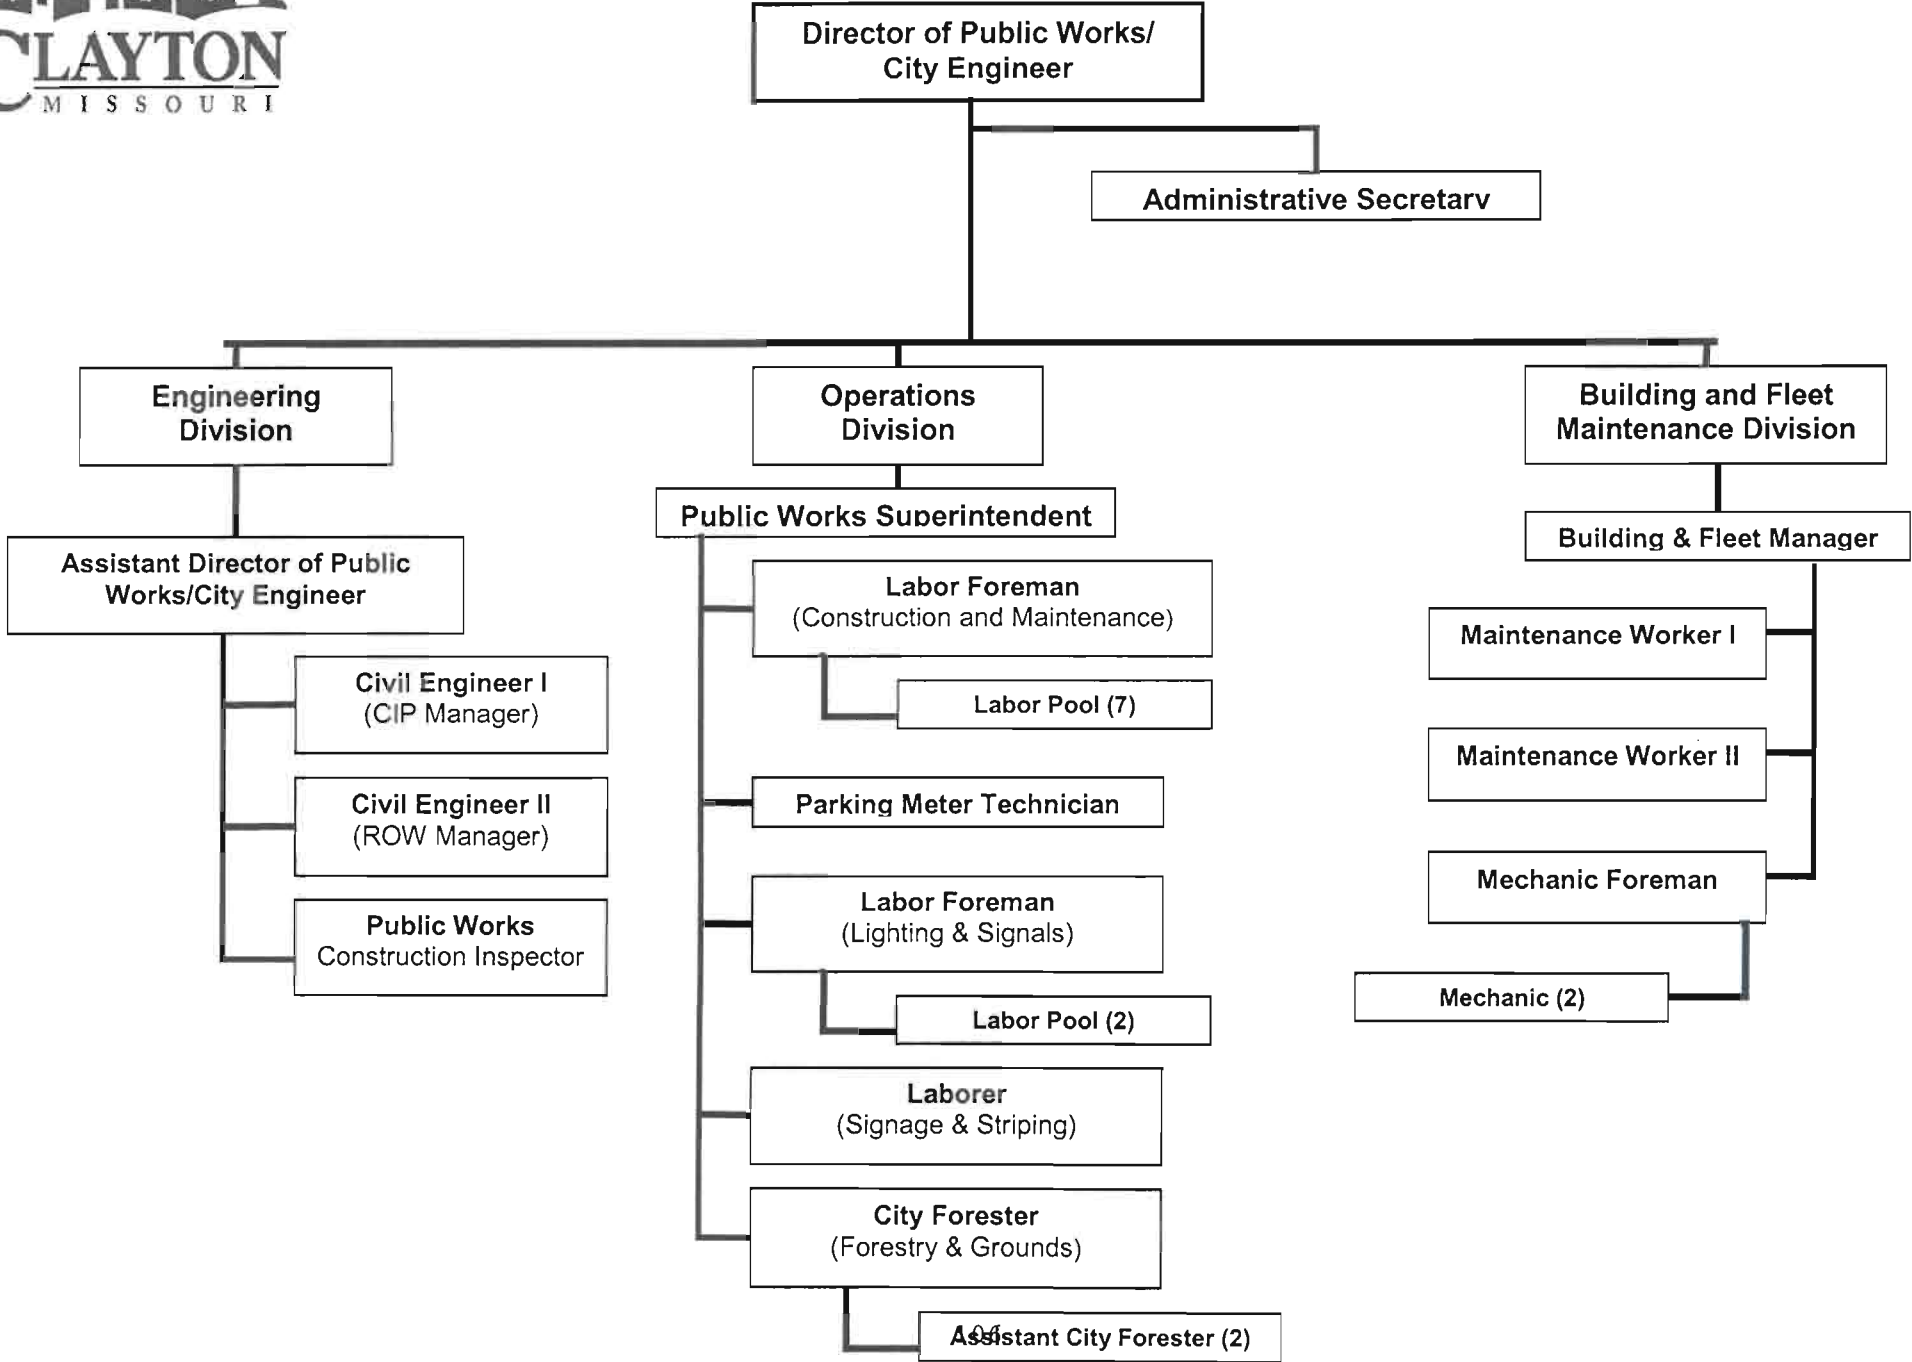 CLAYTON
MISSOURI
Director of Public Works/
City Engineer
Administrative Secretary
Engineering
Division
Operations
Division
Building and Fleet
Maintenance Division
Assistant Director of Public
Works/City Engineer
Civil Engineer I
(CIP Manager)
Civil Engineer II
(ROW Manager)
Public Works
Construction Inspector
Public Works Superintendent
Labor Foreman
(Construction and Maintenance)
Labor Pool (7)
Parking Meter Technician
Labor Foreman
(Lighting & Signals)
Labor Pool (2)
Laborer
(Signage & Striping)
City Forester
(Forestry & Grounds)
Assistant City Forester (2)
106
Building & Fleet Manager
Maintenance Worker I
Maintenance Worker II
Mechanic Foreman
Mechanic (2)